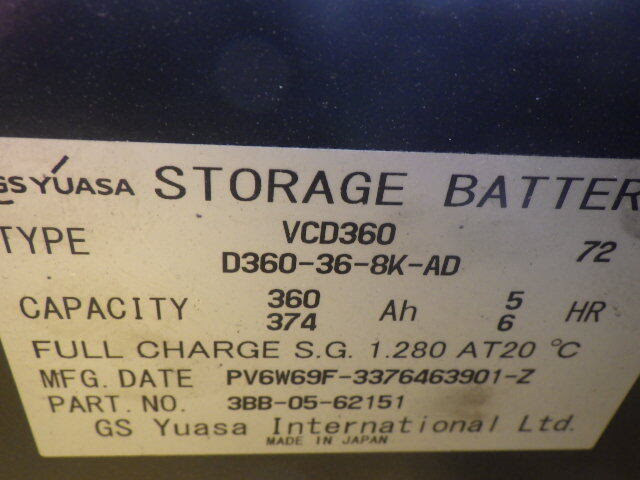 GS YUASA STORAGE BATTER
TYPE VCD360 72
D360-36-8K-AD
CAPACITY 360 Ah 5 HR
374 6
FULL CHARGE S.G. 1.280 AT 20 °C
MFG. DATE PV6W69F-3376463901-Z
PART. NO. 3BB-05-62151
GS Yuasa International Ltd.
MADE IN JAPAN